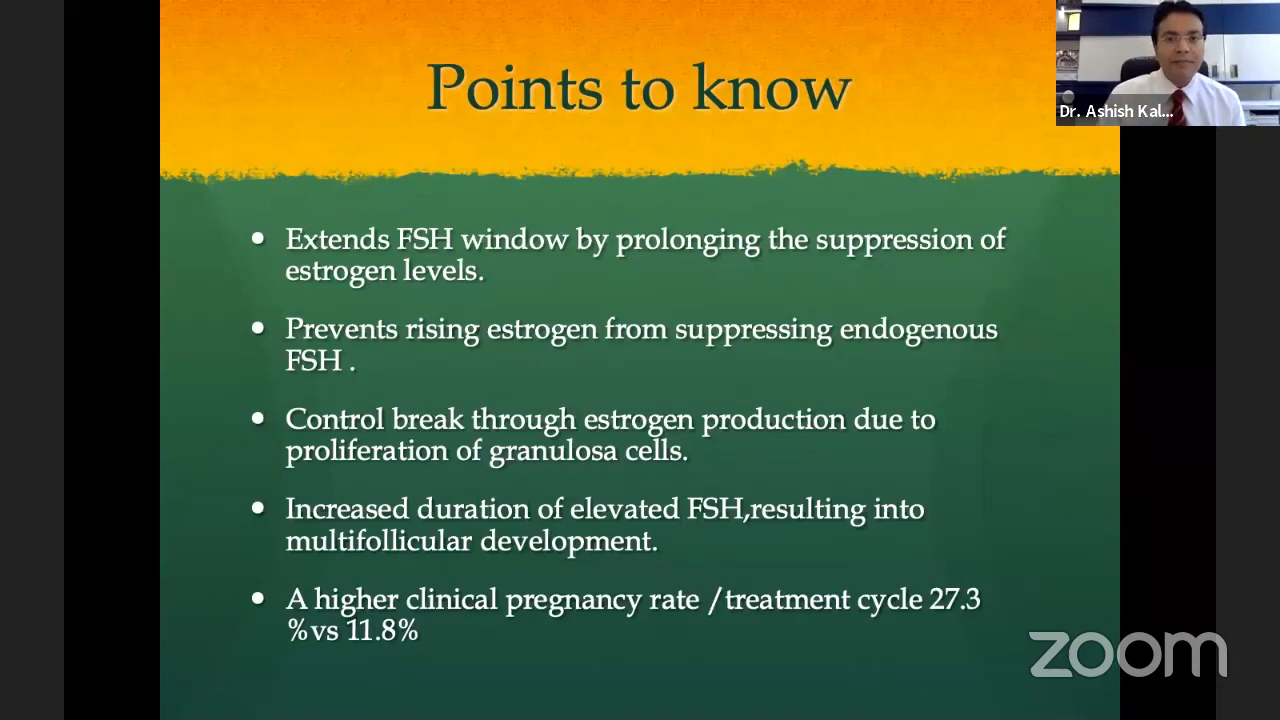 Points to know
Dr. Ashish Kal...
• Extends FSH window by prolonging the suppression of
estrogen levels.
• Prevents rising estrogen from suppressing endogenous
FSH .
• Control break through estrogen production due to
proliferation of granulosa cells.
• Increased duration of elevated FSH,resulting into
multifollicular development.
• A higher clinical pregnancy rate /treatment cycle 27.3
%vs 11.8%
zoom